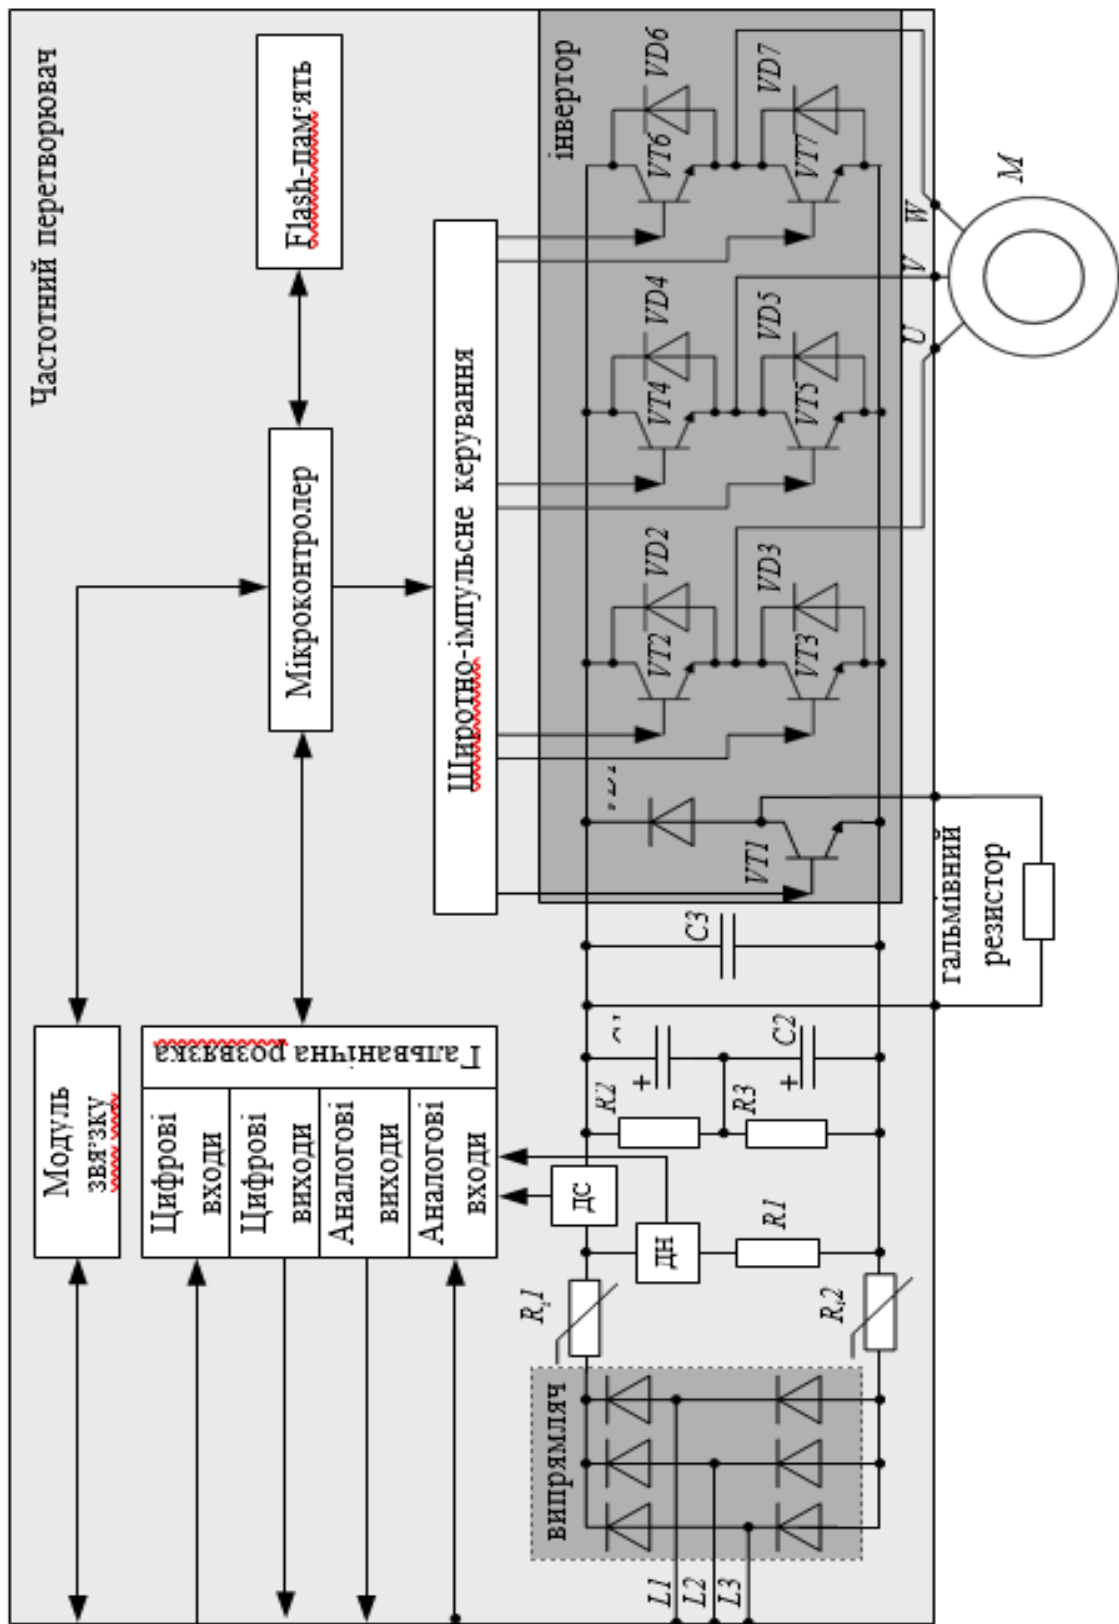 Частотний перетворювач
Модуль
зв'язку
Мікроконтролер
Flash-пам'ять
Цифрові
входи
Цифрові
виходи
Аналогові
виходи
Аналогові
входи
Гальванічна розвязка
Широтно-імпульсне керування
випрямляч
L1
L2
L3
R
1
R
2
ДС
ДН
R1
R2
R3
C2
C3
інвертор
VT1
VT2
VD2
VT3
VD3
VT4
VD4
VT5
VD5
VT6
VD6
VT7
VD7
гальмівний
резистор
U
V
W
M